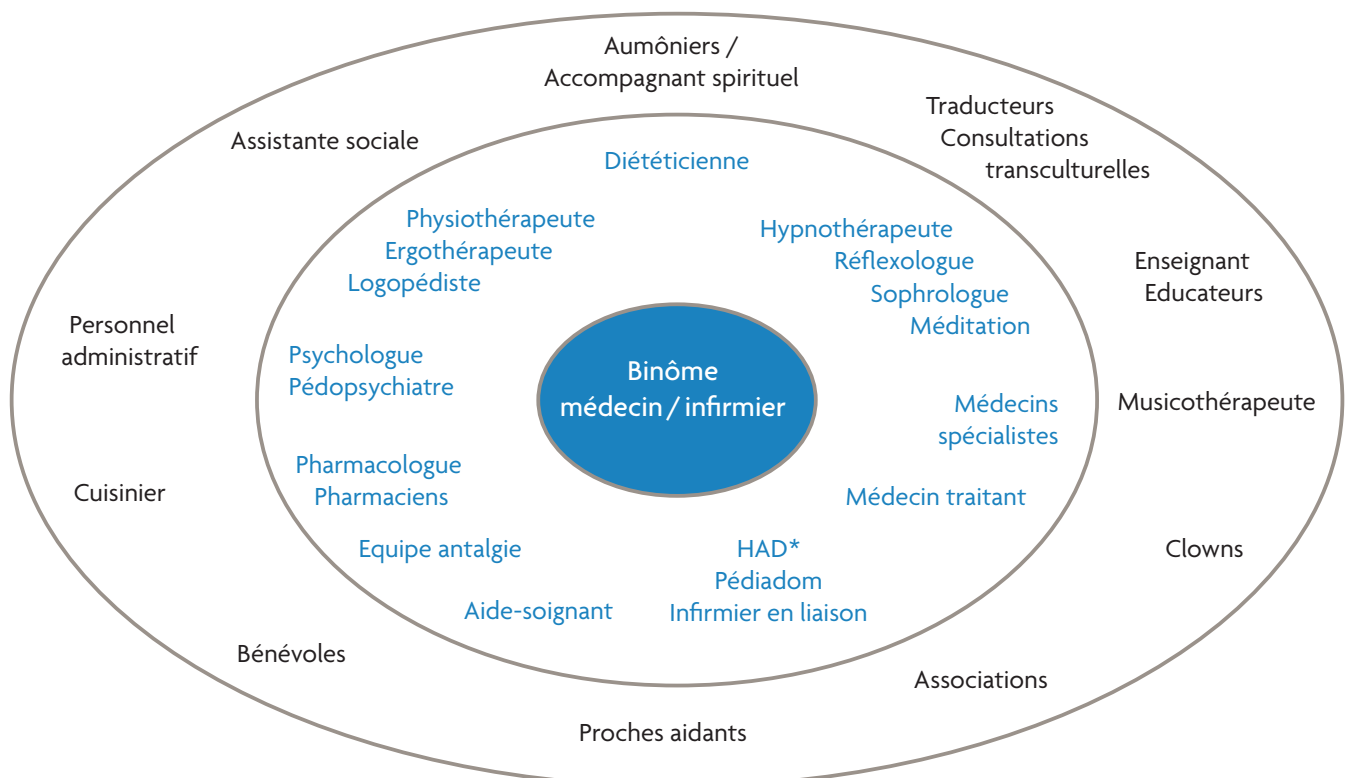 Aumôniers /
Accompagnant spirituel
Traducteurs
Consultations
transculturelles
Assistante sociale
Diététicienne
Physiothérapeute
Ergothérapeute
Logopédiste
Hypnothérapeute
Réflexologue
Sophrologue
Méditation
Enseignant
Educateurs
Personnel
administratif
Psychologue
Pédopsychiatre
Binôme
médecin / infirmier
Médecins
spécialistes
Musicothérapeute
Pharmacologue
Pharmaciens
Cuisinier
Médecin traitant
Equipe antalgie
HAD*
Pédiadom
Infirmier en liaison
Clowns
Aide-soignant
Bénévoles
Associations
Proches aidants